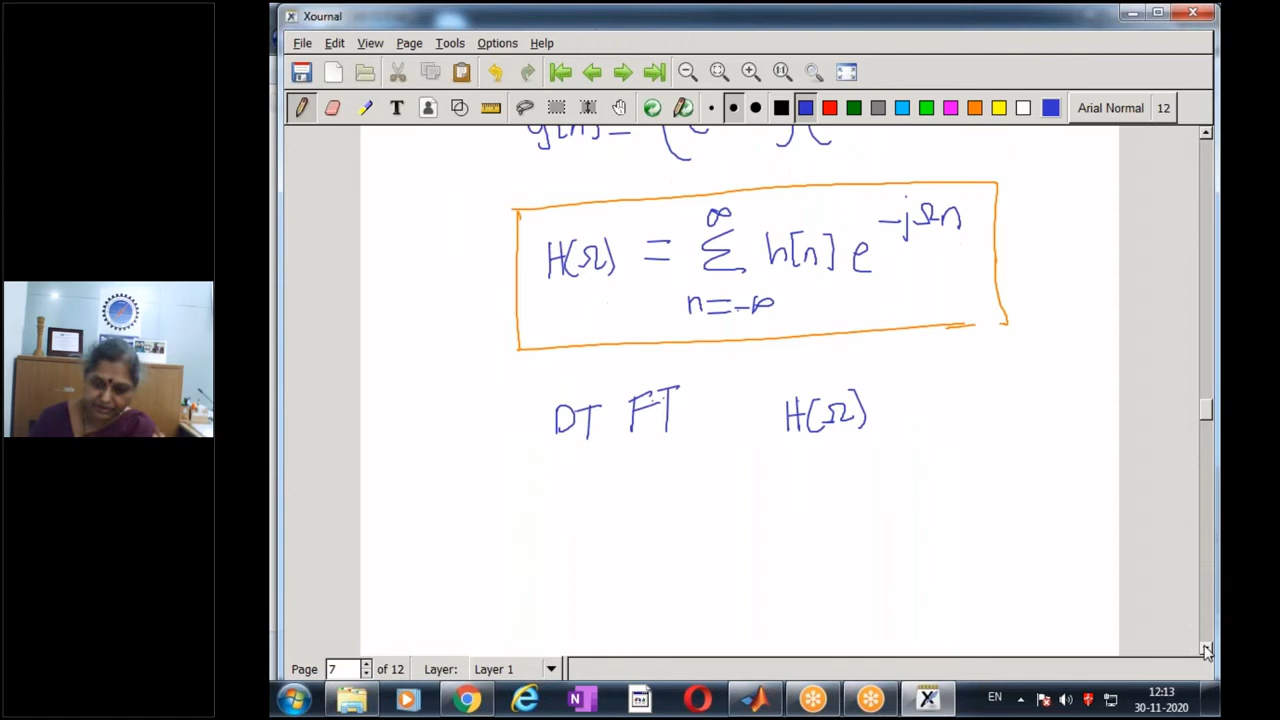 Xournal
File Edit View Page Tools Options Help
T Arial Normal 12
y[n] =
H(Ω) = ∑ h[n] e^{-jΩn}
∞
n=-∞
DT FT H(Ω)
Page 7 of 12 Layer: Layer 1
EN 12:13
30-11-2020